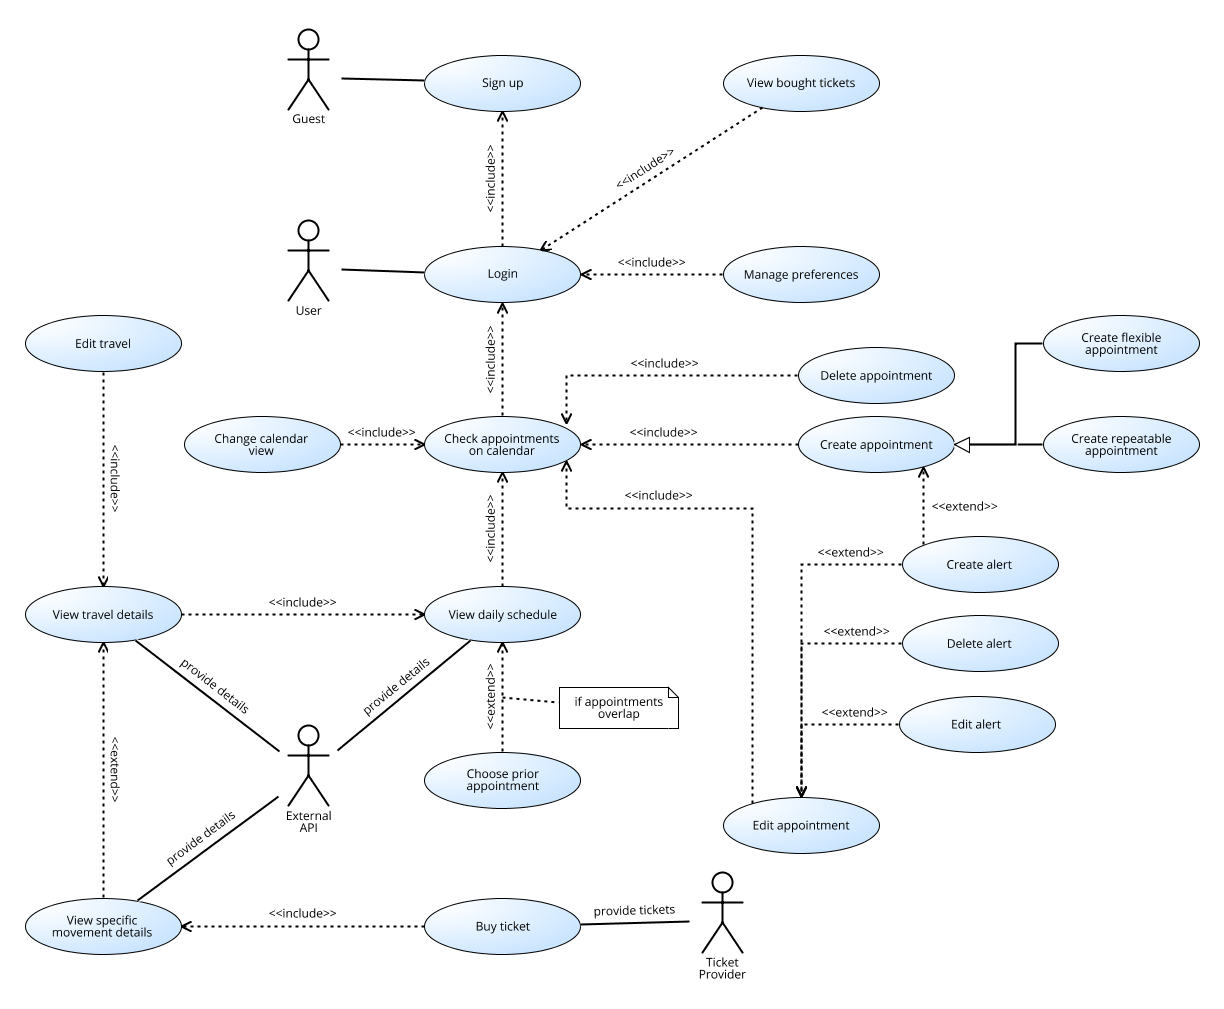 Guest
Sign up
View bought tickets
<<include>>
<<include>>
User
Login
<<include>>
Manage preferences
Edit travel
<<include>>
<<include>>
Delete appointment
Create flexible
appointment
Change calendar
view
<<include>>
Check appointments
on calendar
<<include>>
Create appointment
Create repeatable
appointment
<<include>>
<<include>>
<<include>>
<<extend>>
<<extend>>
Create alert
View travel details
<<include>>
View daily schedule
<<extend>>
Delete alert
provide details
provide details
<<extend>>
if appointments
overlap
<<extend>>
Edit alert
<<extend>>
External
API
Choose prior
appointment
Edit appointment
provide details
View specific
movement details
<<include>>
Buy ticket
provide tickets
Ticket
Provider